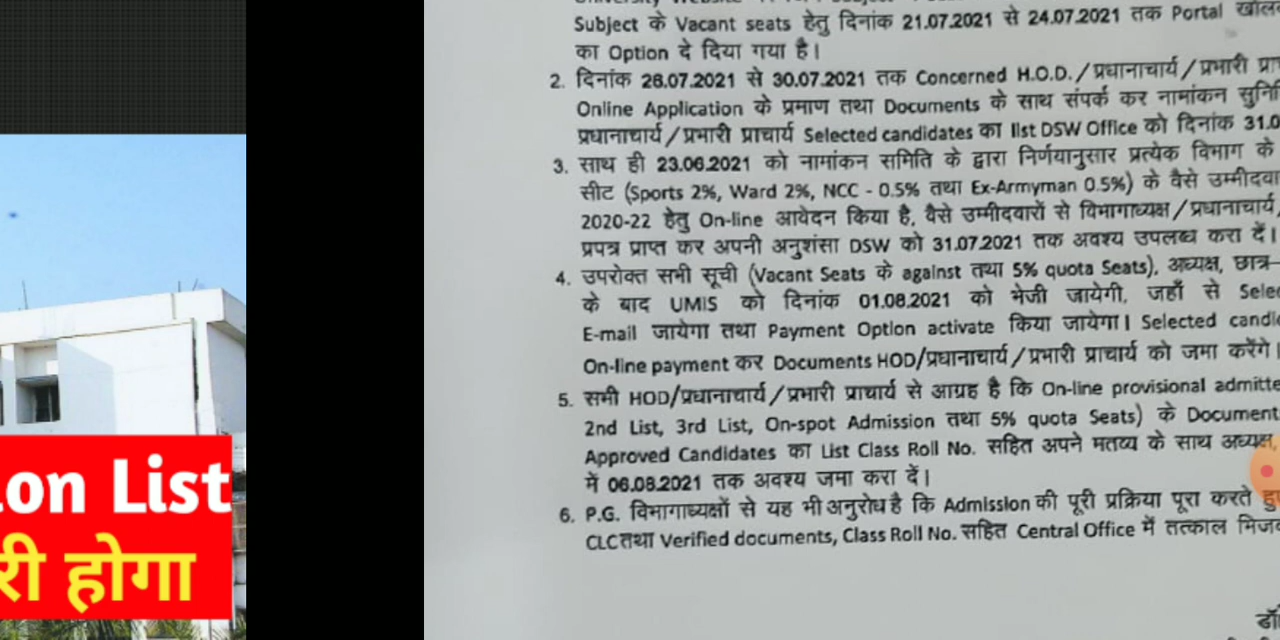 Subject के Vacant seats हेतु दिनांक 21.07.2021 से 24.07.2021 तक Portal
का Option दे दिया गया है।
2. दिनांक 26.07.2021 से 30.07.2021 तक Concerned H.O.D./प्रधानाचार्य/प्रभारी
Online Application के प्रमाण तथा Documents के साथ संपर्क कर नामांकन
प्रधानाचार्य/प्रभारी प्राचार्य Selected candidates का list DSW Office को दिनांक 31.0
3. साथ ही 23.06.2021 को नामांकन समिति के द्वारा निर्णयानुसार प्रत्येक विभाग के
सीट (Sports 2%, Ward 2%, NCC - 0.5% तथा Ex-Armyman 0.5%) के वैसे
2020-22 हेतु On-line आवेदन किया है, वैसे उम्मीदवारों से विभागाध्यक्ष/प्रधानाचार्य
प्रपत्र प्राप्त कर अपनी अनुशंसा DSW को 31.07.2021 तक अवश्य उपलब्ध करा दें।
4. उपरोक्त सभी सूची (Vacant Seats के against तथा 5% quota Seats), अध्यक्ष, छात्र–
के बाद UMIS को दिनांक 01.08.2021 को भेजी जायेगी, जहाँ से
E-mail जायेगा तथा Payment Option activate किया जायेगा। Selected
On-line payment कर Documents HOD/प्रधानाचार्य/प्रभारी प्राचार्य को जमा करेंगे।
5. सभी HOD/प्रधानाचार्य/प्रभारी प्राचार्य से आग्रह है कि On-line provisional admitte
2nd List, 3rd List, On-spot Admission तथा 5% quota Seats) के Document
Approved Candidates का List Class Roll No. सहित अपने मतव्य के साथ अध्यक्ष,
में 06.08.2021 तक अवश्य जमा करा दें।
6. P.G. विभागाध्यक्षों से यह भी अनुरोध है कि Admission की पूरी प्रक्रिया पूरा करते
CLC तथा Verified documents, Class Roll No. सहित Central Office में तत्काल
डॉ
on List
री होगा